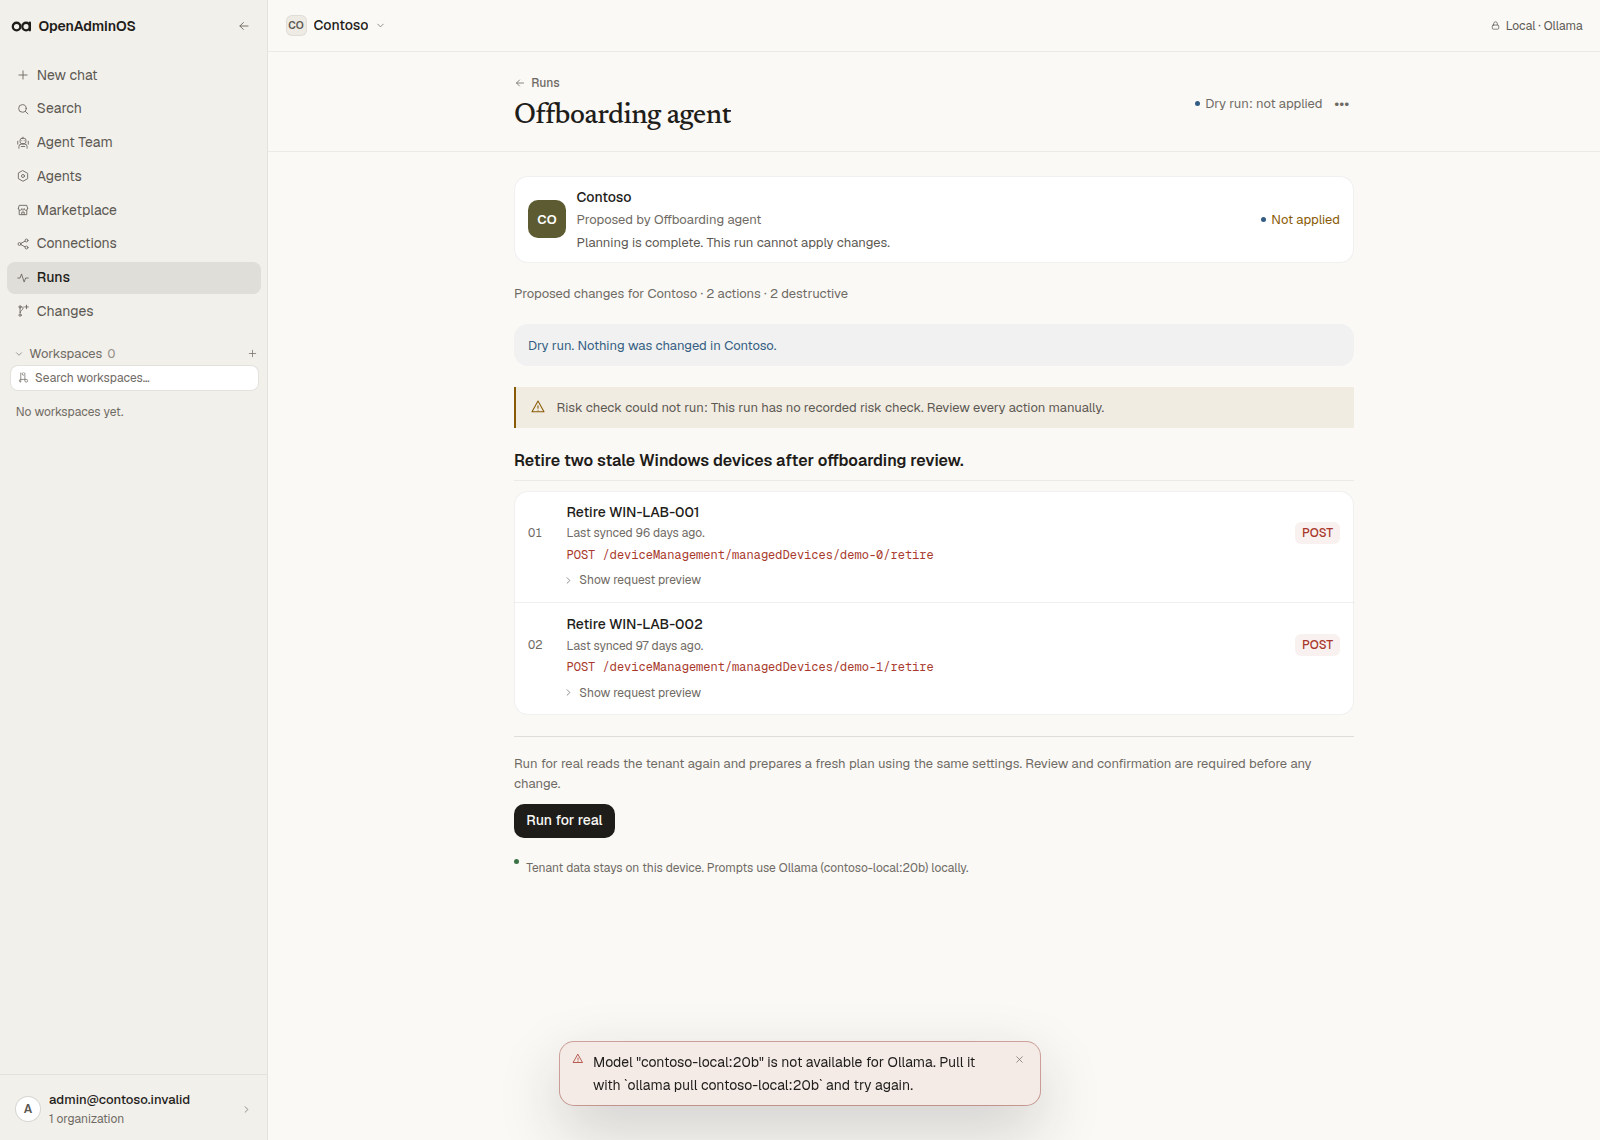 OpenAdminOS
New chat
Search
Agent Team
Agents
Marketplace
Connections
Runs
Changes
Workspaces 0
Search workspaces...
No workspaces yet.
A
admin@contoso.invalid
1 organization
CO Contoso
Local · Ollama
Runs
Offboarding agent
Dry run: not applied
CO
Contoso
Proposed by Offboarding agent
Planning is complete. This run cannot apply changes.
Not applied
Proposed changes for Contoso · 2 actions · 2 destructive
Dry run. Nothing was changed in Contoso.
Risk check could not run: This run has no recorded risk check. Review every action manually.
Retire two stale Windows devices after offboarding review.
01
Retire WIN-LAB-001
Last synced 96 days ago.
POST /deviceManagement/managedDevices/demo-0/retire
Show request preview
POST
02
Retire WIN-LAB-002
Last synced 97 days ago.
POST /deviceManagement/managedDevices/demo-1/retire
Show request preview
POST
Run for real reads the tenant again and prepares a fresh plan using the same settings. Review and confirmation are required before any
change.
Run for real
Tenant data stays on this device. Prompts use Ollama (contoso-local:20b) locally.
Model "contoso-local:20b" is not available for Ollama. Pull it
with `ollama pull contoso-local:20b` and try again.